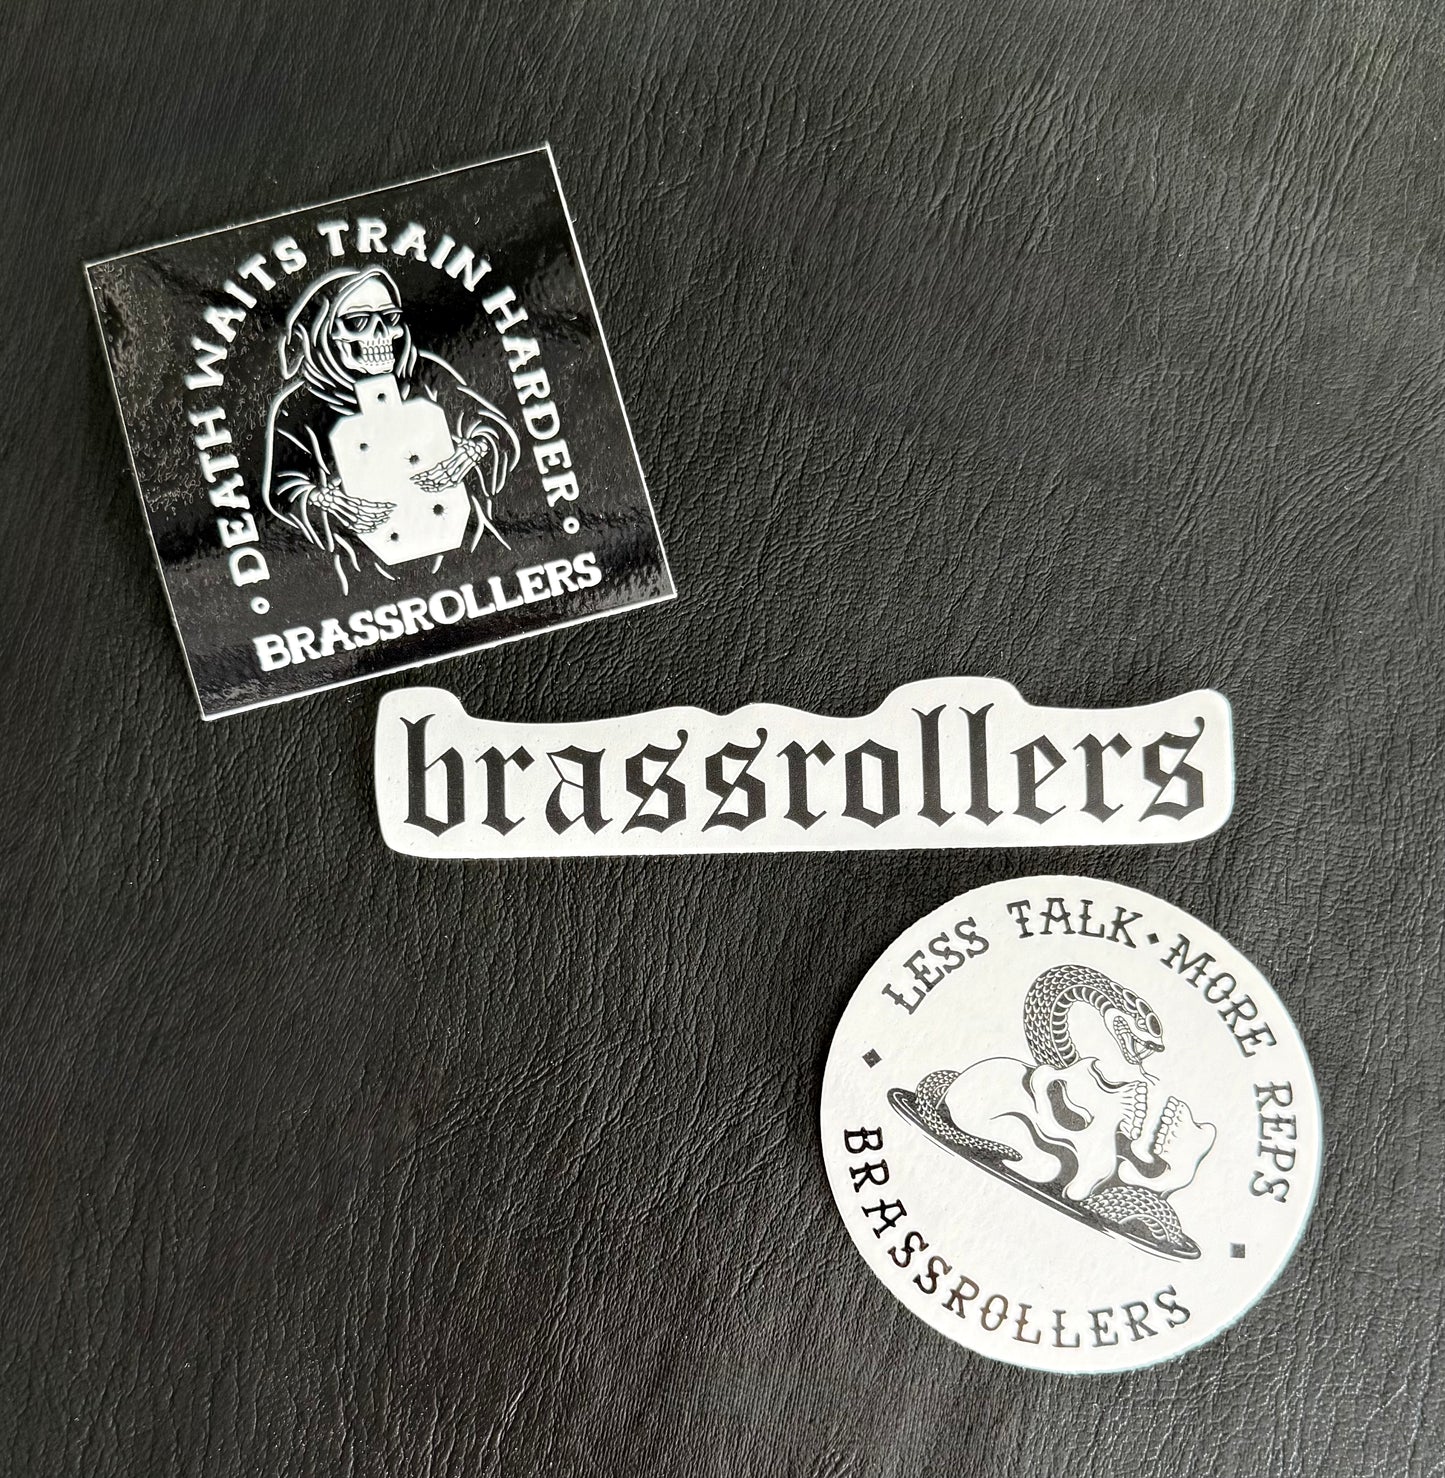 DEATH WAITS TRAIN HARDER
BRASSROLLERS
brassrollers
LESS TALK · MORE REPS
BRASSROLLERS